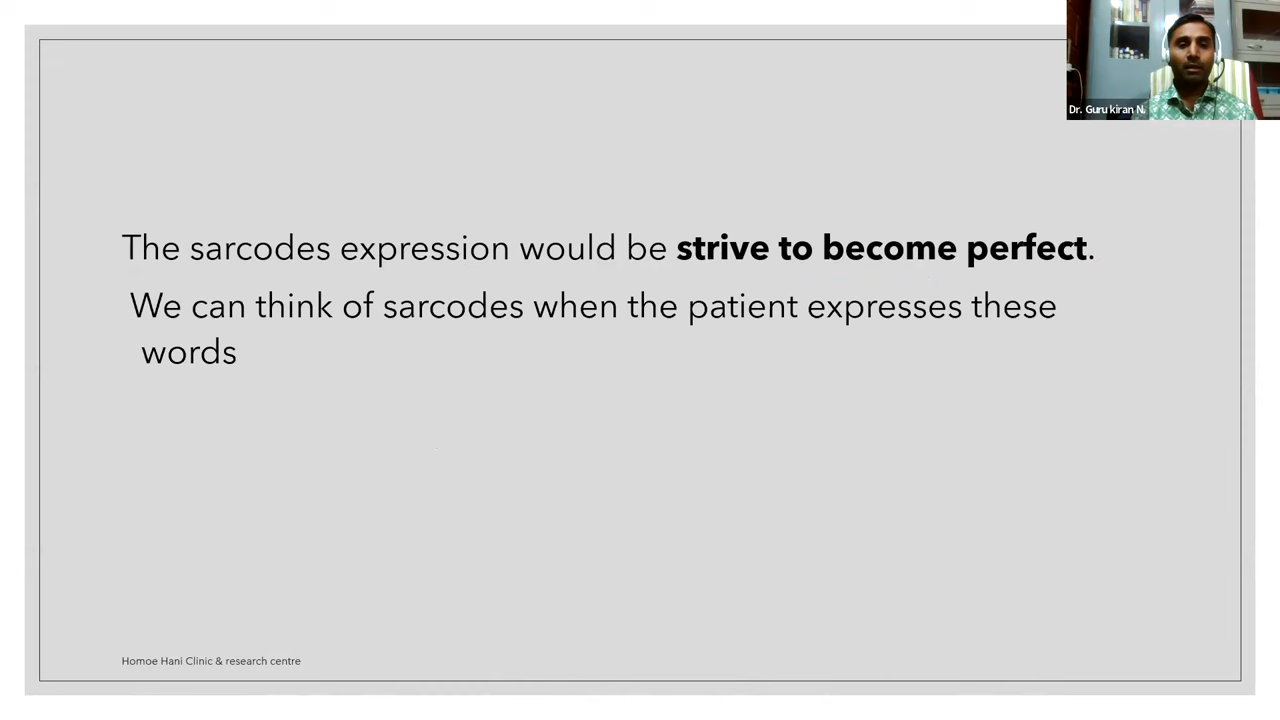 Dr. Guru kiran N.
The sarcodes expression would be strive to become perfect.
We can think of sarcodes when the patient expresses these
words
Homoe Hani Clinic & research centre